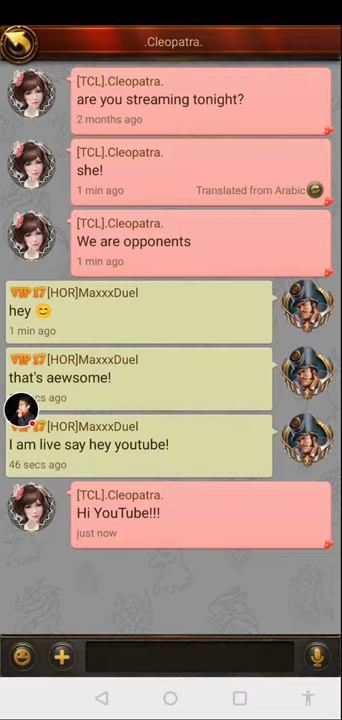 .Cleopatra.
[TCL].Cleopatra.
are you streaming tonight?
2 months ago
[TCL].Cleopatra.
she!
1 min ago Translated from Arabic
[TCL].Cleopatra.
We are opponents
1 min ago
VIP 17 [HOR]MaxxxDuel
hey 😊
1 min ago
VIP 17 [HOR]MaxxxDuel
that's aewsome!
cs ago
17 [HOR]MaxxxDuel
I am live say hey youtube!
46 secs ago
[TCL].Cleopatra.
Hi YouTube!!!
just now